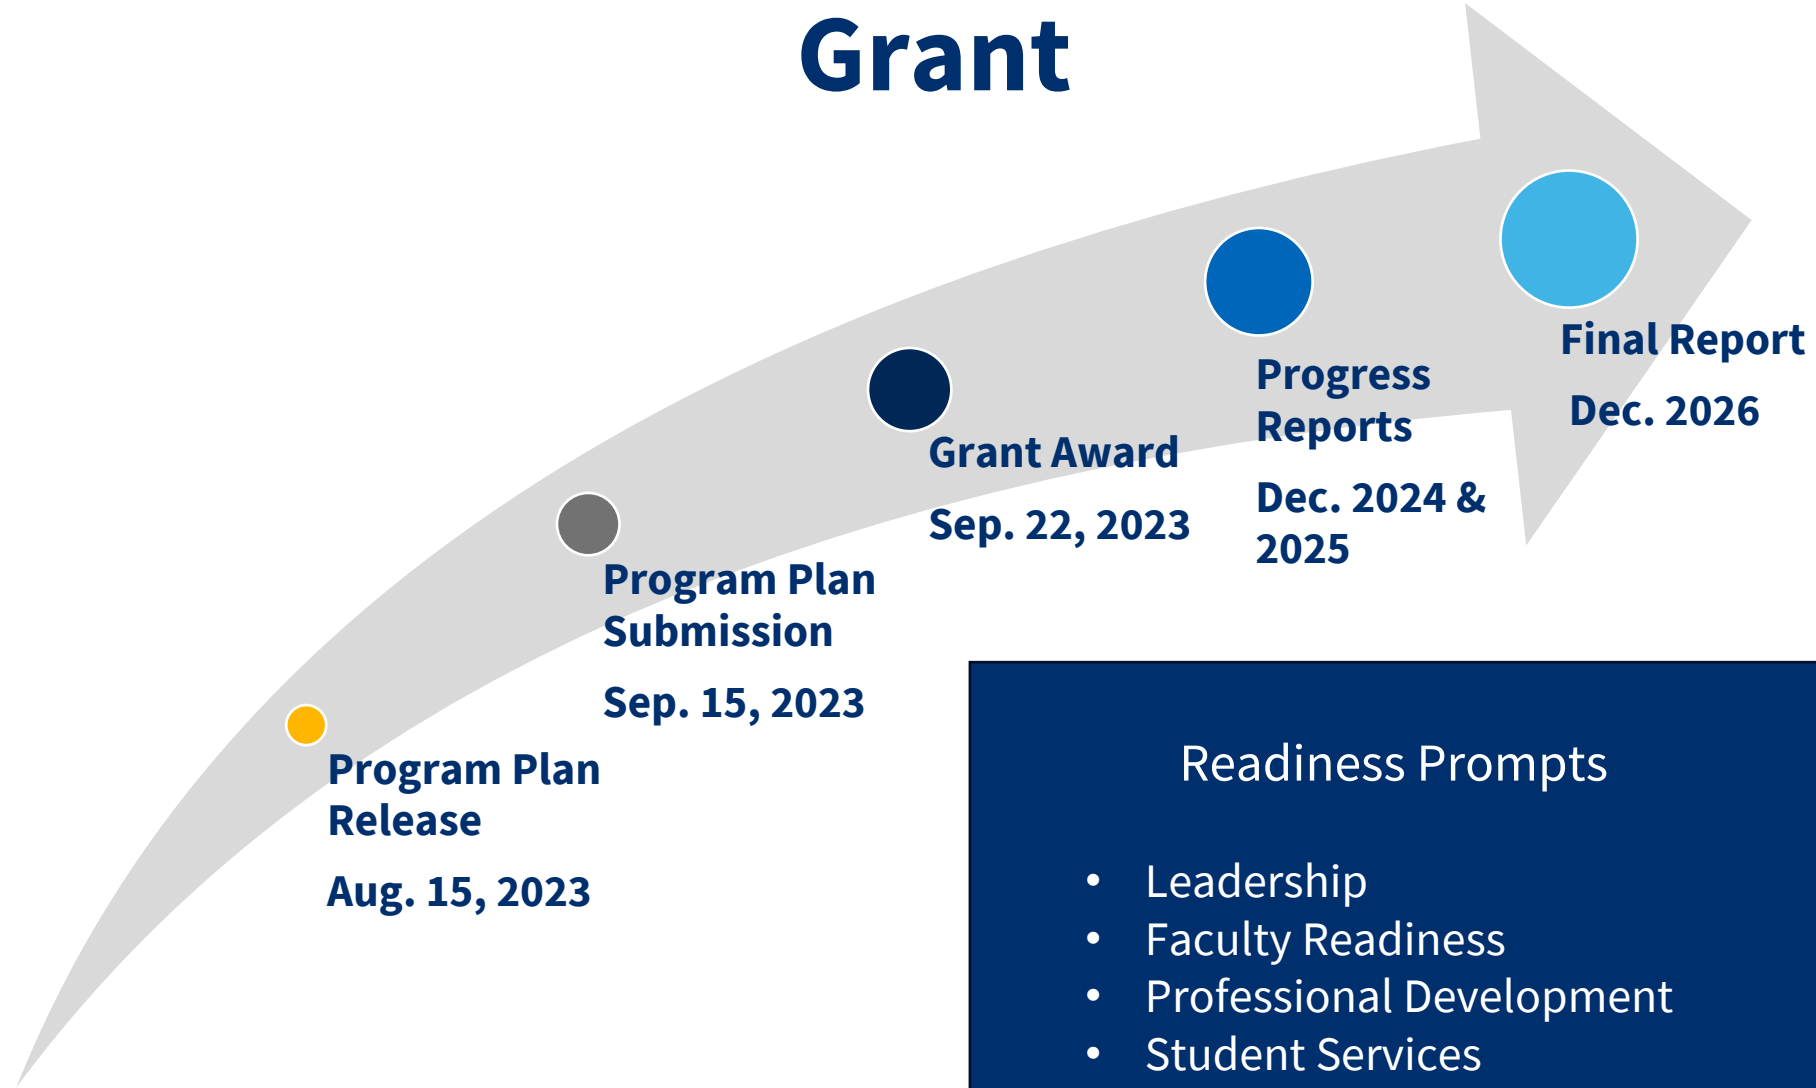 Grant
Program Plan
Release
Aug. 15, 2023
Program Plan
Submission
Sep. 15, 2023
Grant Award
Sep. 22, 2023
Progress
Reports
Dec. 2024 &
2025
Final Report
Dec. 2026
Readiness Prompts
• Leadership
• Faculty Readiness
• Professional Development
• Student Services